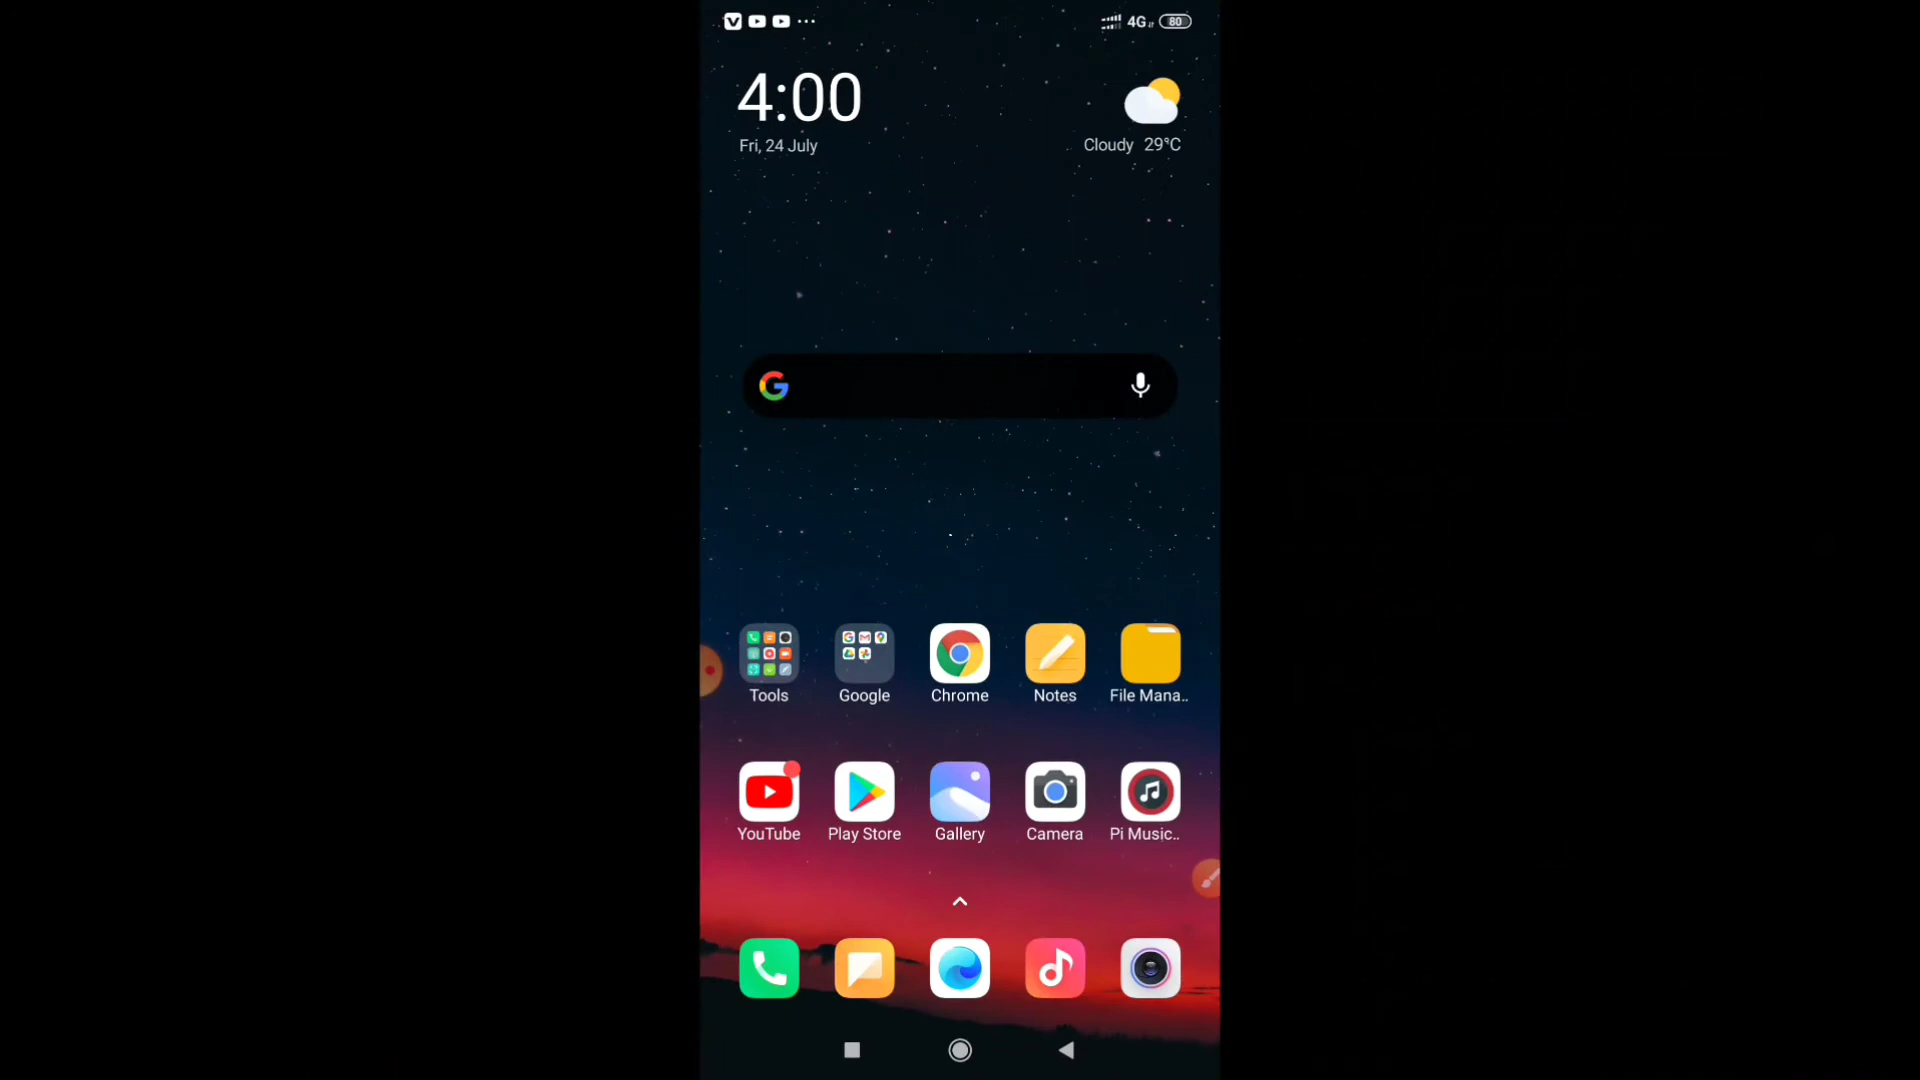 4G 80
4:00
Fri, 24 July
Cloudy 29°C
Tools Google Chrome Notes File Mana..
YouTube Play Store Gallery Camera Pi Music..